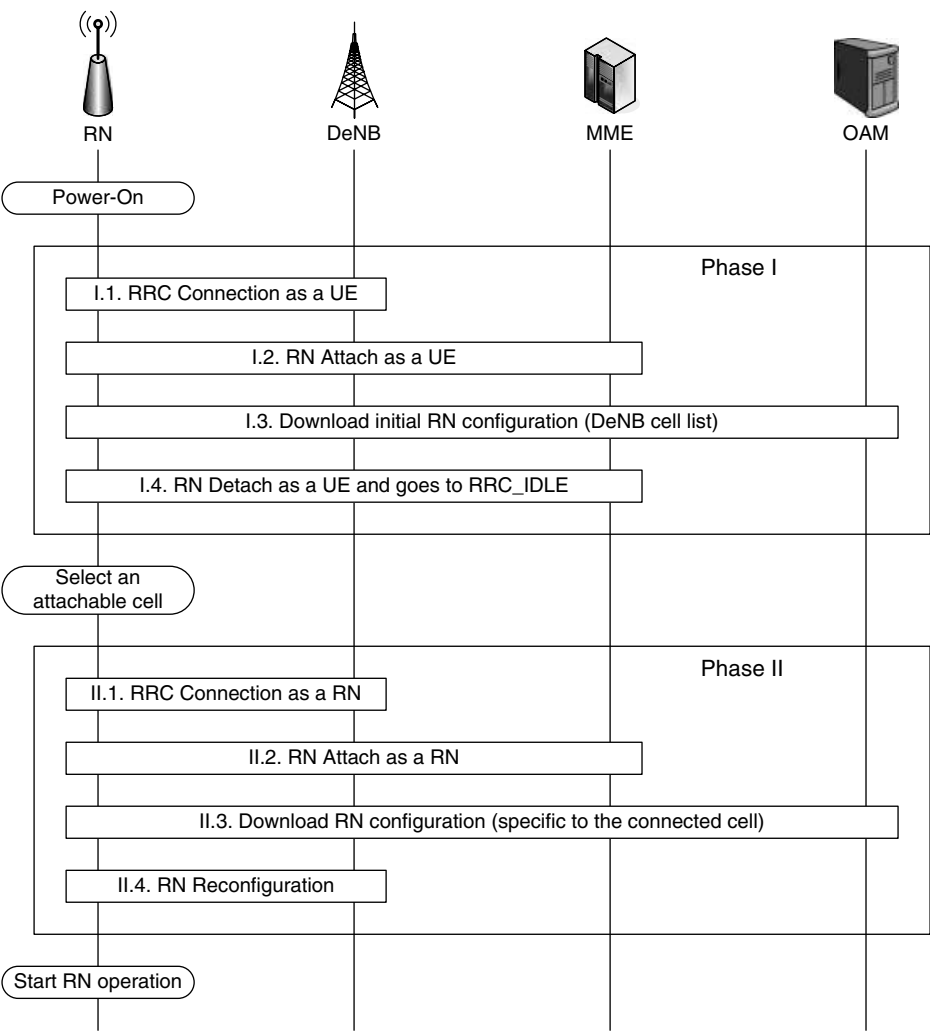 RN
DeNB
MME
OAM
Power-On
Phase I
I.1. RRC Connection as a UE
I.2. RN Attach as a UE
I.3. Download initial RN configuration (DeNB cell list)
I.4. RN Detach as a UE and goes to RRC_IDLE
Select an
attachable cell
Phase II
II.1. RRC Connection as a RN
II.2. RN Attach as a RN
II.3. Download RN configuration (specific to the connected cell)
II.4. RN Reconfiguration
Start RN operation